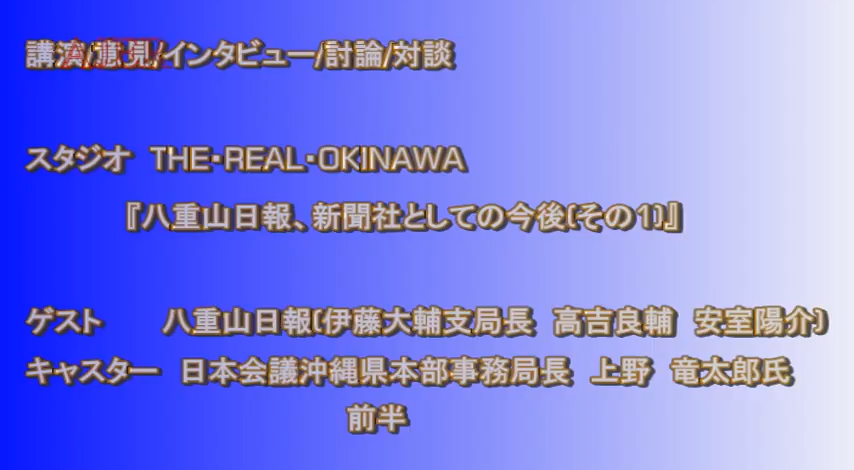 講演/意見/インタビュー/討論/対談
スタジオ THE・REAL・OKINAWA
『八重山日報、新聞社としての今後(その1)』
ゲスト 八重山日報(伊藤大輔支局長 高吉良輔 安室陽介)
キャスター 日本会議沖縄県本部事務局長 上野 竜太郎氏
前半